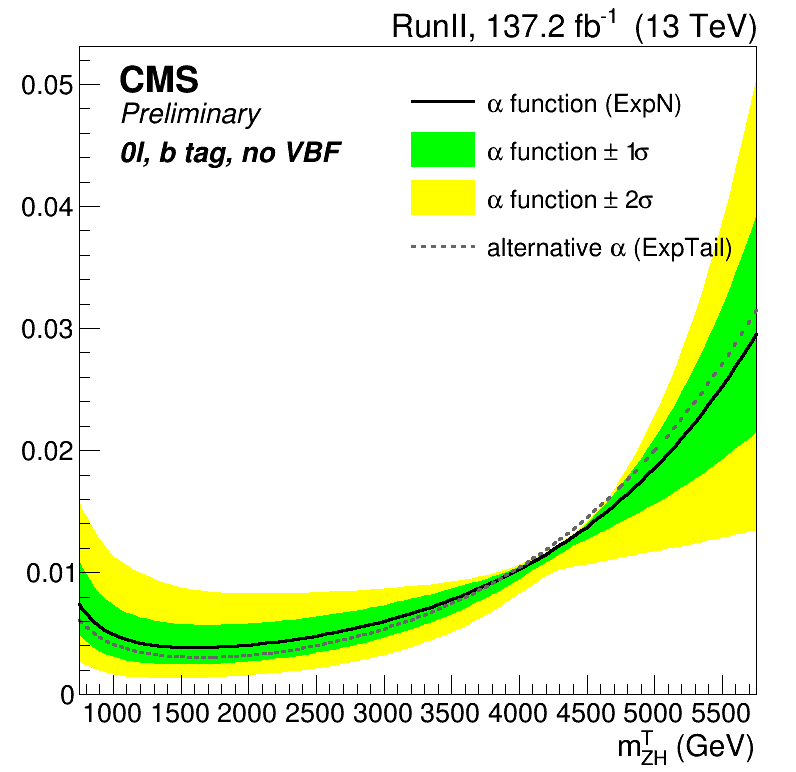 RunII, 137.2 fb⁻¹ (13 TeV)
CMS
Preliminary
0l, b tag, no VBF
α function (ExpN)
α function ± 1σ
α function ± 2σ
alternative α (ExpTail)
0.05
0.04
0.03
0.02
0.01
0
1000 1500 2000 2500 3000 3500 4000 4500 5000 5500
m^T_ZH (GeV)